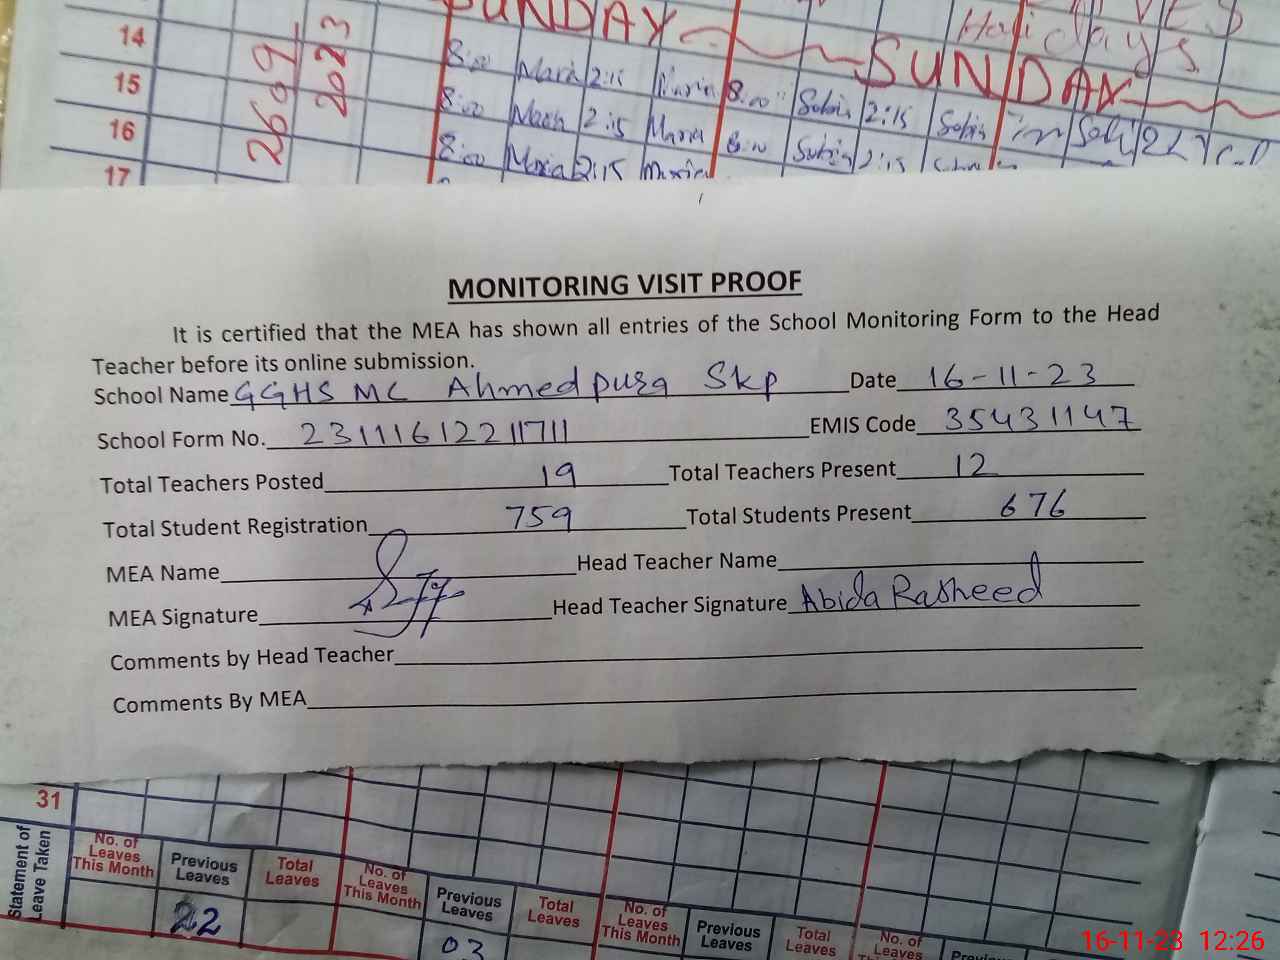 SUNDAY
Holidays
14 8:00 Maria 2:15 Maria SUNDAY
15 2609 2023 8:00 Maria 2:15 Maria 8:00 Sobia 2:15 Sobia
16 8:00 Maria 2:15 Maria 8:00 Sobia 2:15
17
MONITORING VISIT PROOF
It is certified that the MEA has shown all entries of the School Monitoring Form to the Head
Teacher before its online submission.
School Name GGHS MC Ahmedpura Skp Date 16-11-23
School Form No. 23111612211711 EMIS Code 35431147
Total Teachers Posted 19 Total Teachers Present 12
Total Student Registration 759 Total Students Present 676
MEA Name Head Teacher Name
MEA Signature Head Teacher Signature Abida Rasheed
Comments by Head Teacher
Comments By MEA
31
Statement of Leave Taken
No. of Leaves This Month Previous Leaves Total Leaves No. of Leaves This Month Previous Leaves Total Leaves No. of Leaves This Month Previous Leaves Total Leaves No. of Leaves
22 03
16-11-23 12:26